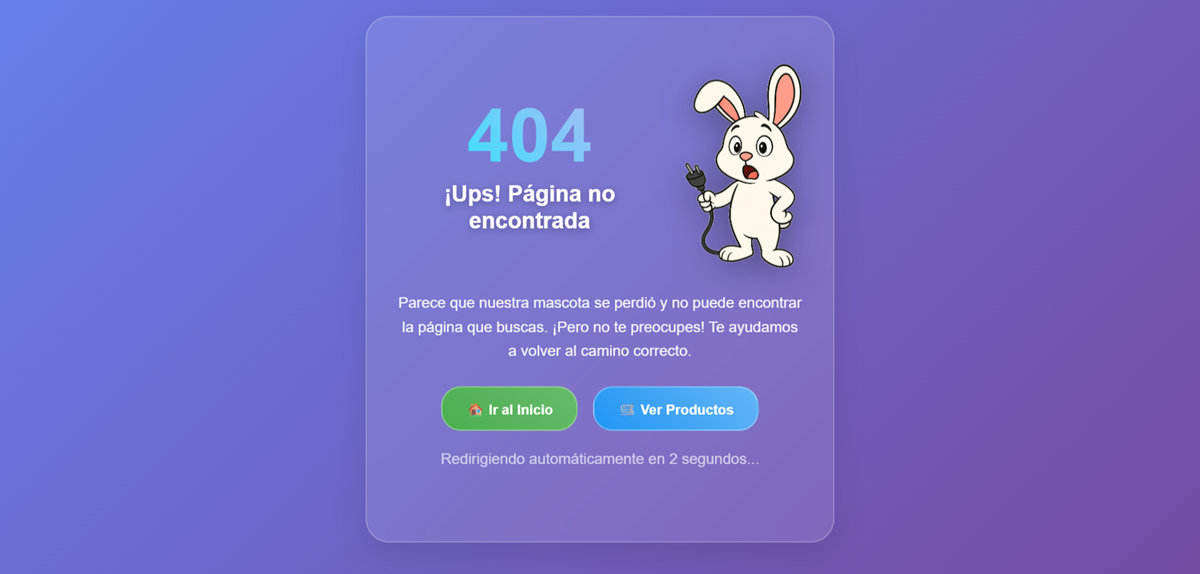 404
¡Ups! Página no
encontrada
Parece que nuestra mascota se perdió y no puede encontrar
la página que buscas. ¡Pero no te preocupes! Te ayudamos
a volver al camino correcto.
Ir al Inicio
Ver Productos
Redirigiendo automáticamente en 2 segundos...